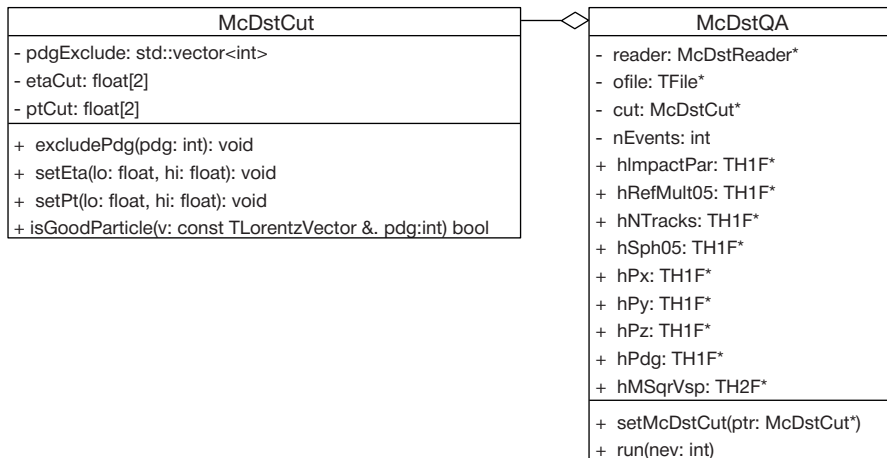 McDstCut
- pdgExclude: std::vector<int>
- etaCut: float[2]
- ptCut: float[2]
+ excludePdg(pdg: int): void
+ setEta(lo: float, hi: float): void
+ setPt(lo: float, hi: float): void
+ isGoodParticle(v: const TLorentzVector &. pdg:int) bool
McDstQA
- reader: McDstReader*
- ofile: TFile*
- cut: McDstCut*
- nEvents: int
+ hImpactPar: TH1F*
+ hRefMult05: TH1F*
+ hNTracks: TH1F*
+ hSph05: TH1F*
+ hPx: TH1F*
+ hPy: TH1F*
+ hPz: TH1F*
+ hPdg: TH1F*
+ hMSqrVsp: TH2F*
+ setMcDstCut(ptr: McDstCut*)
+ run(nev: int)